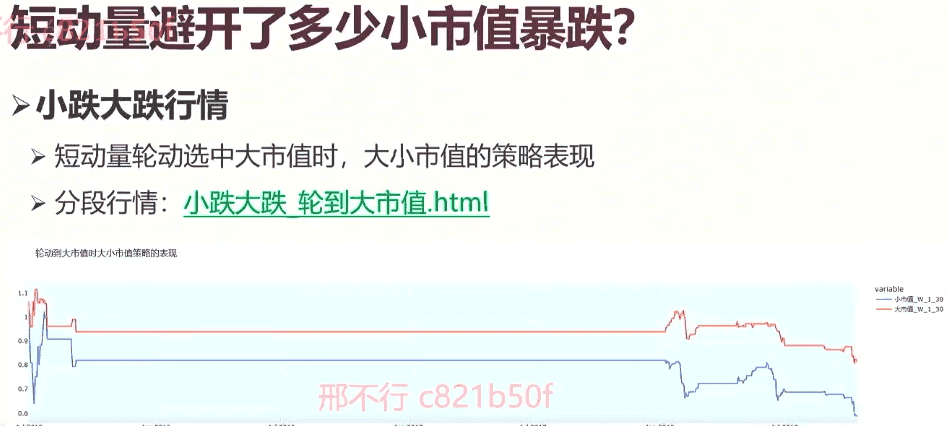 短动量避开了多少小市值暴跌?
➢小跌大跌行情
➢ 短动量轮动选中大市值时，大小市值的策略表现
➢ 分段行情：小跌大跌_轮到大市值.html
轮动到大市值时大小市值策略的表现
variable
小市值_W_1_30
大市值_W_1_30
1.1
1
0.9
0.8
0.7
0.6
邢不行 c821b50f